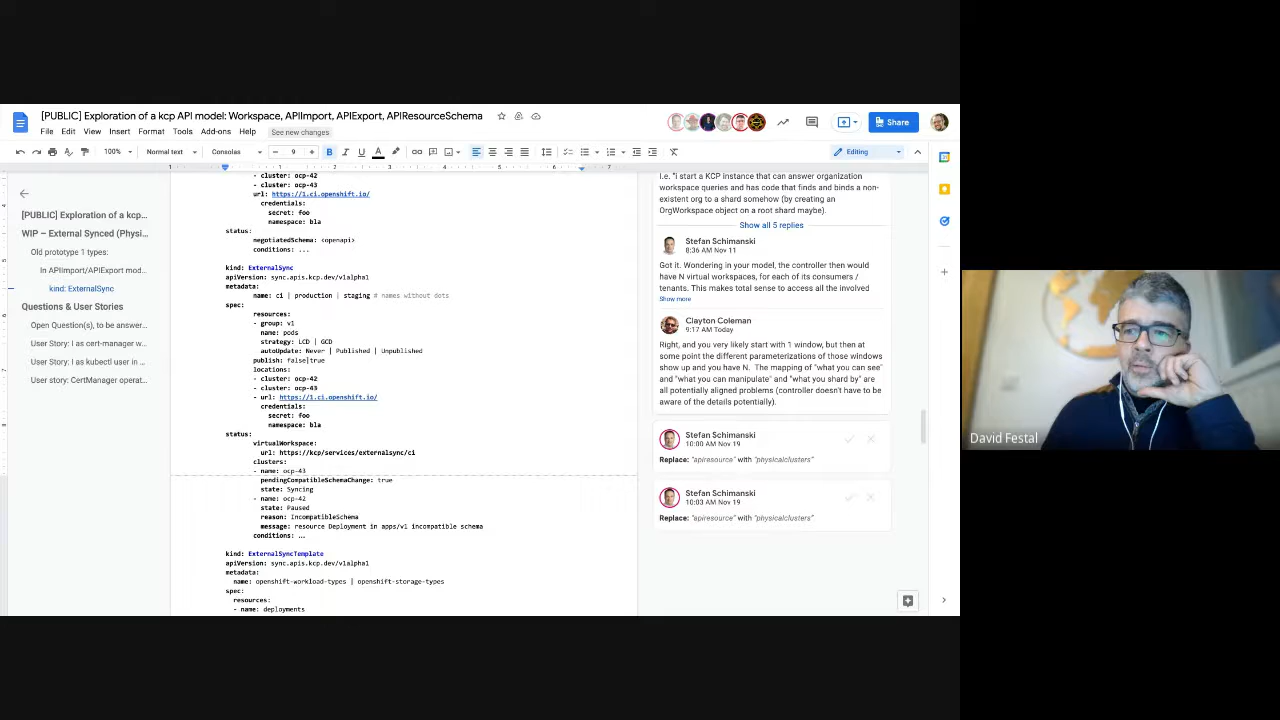 [PUBLIC] Exploration of a kcp API model: Workspace, APIImport, APIExport, APIResourceSchema
File Edit View Insert Format Tools Add-ons Help See new changes
Share
100% Normal text Consolas 9 Editing
1 1 2 3 4 5 6 7
[PUBLIC] Exploration of a kcp...
WIP – External Synced (Physi...
Old prototype 1 types:
In APIImport/APIExport mod...
kind: ExternalSync
Questions & User Stories
Open Question(s), to be answer...
User Story: I as cert-manager w...
User Story: I as kubectl user in ...
User story: CertManager operat...
- cluster: ocp-42
- cluster: ocp-43
url: https://1.ci.openshift.io/
credentials:
secret: foo
namespace: bla
status:
negotiatedSchema: <openapi>
conditions: ...
kind: ExternalSync
apiVersion: sync.apis.kcp.dev/v1alpha1
metadata:
name: ci | production | staging # names without dots
spec:
resources:
- group: v1
name: pods
strategy: LCD | GCD
autoUpdate: Never | Published | Unpublished
publish: false|true
locations:
- cluster: ocp-42
- cluster: ocp-43
- url: https://1.ci.openshift.io/
credentials:
secret: foo
namespace: bla
status:
virtualWorkspace:
url: https://kcp/services/externalsync/ci
clusters:
- name: ocp-43
pendingCompatibleSchemaChange: true
state: Syncing
- name: ocp-42
state: Paused
reason: IncompatibleSchema
message: resource Deployment in apps/v1 incompatible schema
conditions: ...
kind: ExternalSyncTemplate
apiVersion: sync.apis.kcp.dev/v1alpha1
metadata:
name: openshift-workload-types | openshift-storage-types
spec:
resources:
- name: deployments
I.e. "I start a KCP instance that can answer organization
workspace queries and has code that finds and binds a non-
existent org to a shard somehow (by creating an
OrgWorkspace object on a root shard maybe).
Show all 5 replies
Stefan Schimanski
8:36 AM Nov 11
Got it. Wondering in your model, the controller then would
have N virtual workspaces, for each of its consumers /
tenants. This makes total sense to access all the involved
Show more
Clayton Coleman
9:17 AM Today
Right, and you very likely start with 1 window, but then at
some point the different parameterizations of those windows
show up and you have N. The mapping of "what you can see"
and "what you can manipulate" and "what you shard by" are
all potentially aligned problems (controller doesn't have to be
aware of the details potentially).
Stefan Schimanski
10:00 AM Nov 19
Replace: "apiresource" with "physicalclusters"
Stefan Schimanski
10:03 AM Nov 19
Replace: "apiresource" with "physicalclusters"
David Festal